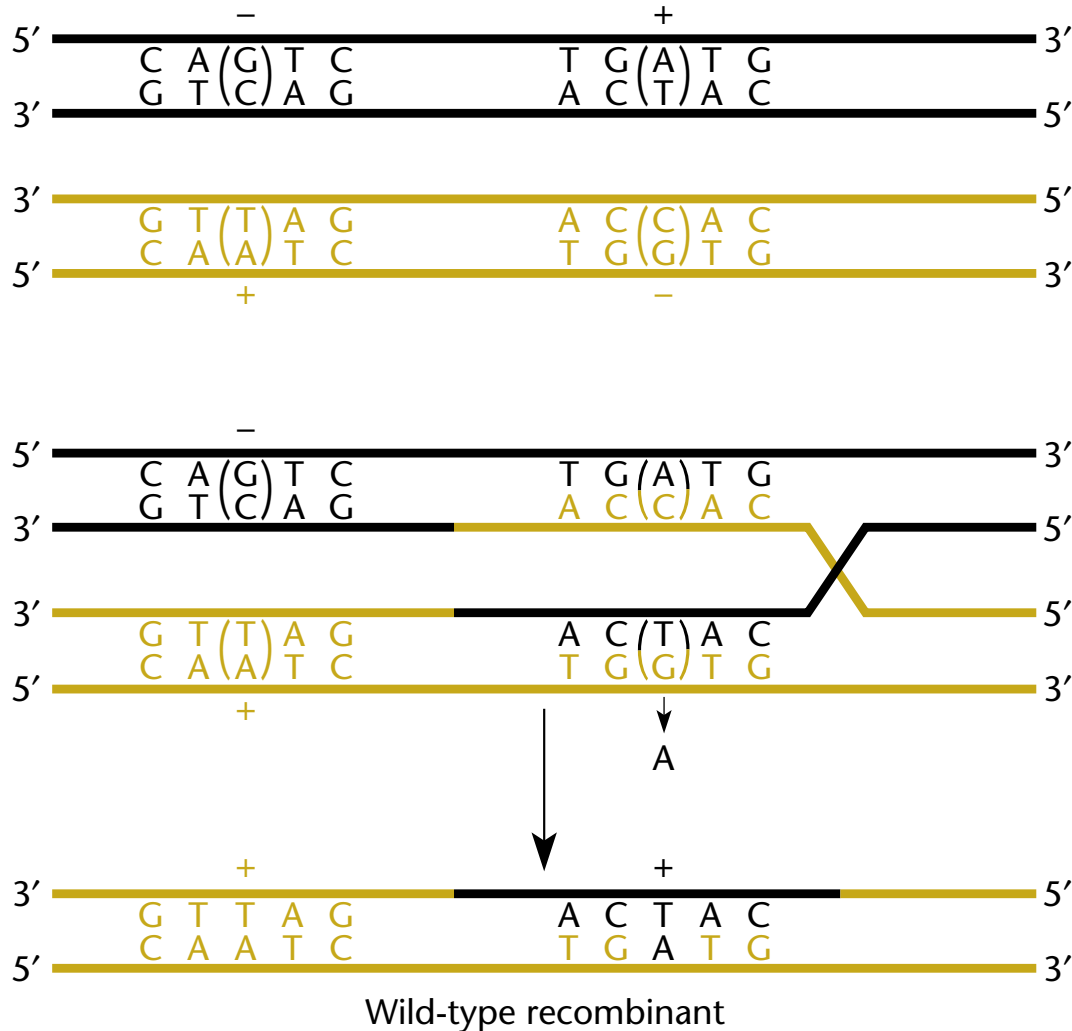 − +
5′ 3′
C A (G) T C T G (A) T G
G T (C) A G A C (T) A C
3′ 5′
3′ 5′
G T (T) A G A C (C) A C
C A (A) T C T G (G) T G
5′ 3′
+ −
−
5′ 3′
C A (G) T C T G (A) T G
G T (C) A G A C (C) A C
3′ 5′
3′ 5′
G T (T) A G A C (T) A C
C A (A) T C T G (G) T G
5′ 3′
+
A
+ +
3′ 5′
G T T A G A C T A C
C A A T C T G A T G
5′ 3′
Wild-type recombinant